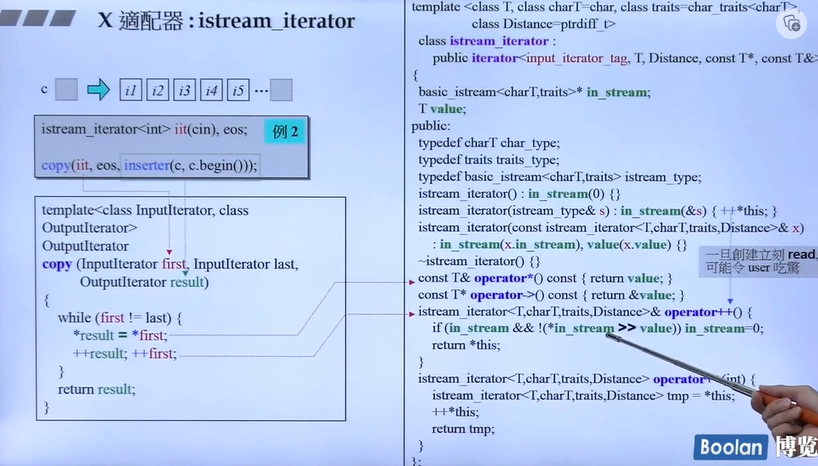 X 適配器 : istream_iterator
c i1 i2 i3 i4 i5 ...
istream_iterator<int> iit(cin), eos;
例 2
copy(iit, eos, inserter(c, c.begin()));
template<class InputIterator, class
OutputIterator>
OutputIterator
copy (InputIterator first, InputIterator last,
OutputIterator result)
{
while (first != last) {
*result = *first;
++result; ++first;
}
return result;
}
template <class T, class charT=char, class traits=char_traits<charT>,
class Distance=ptrdiff_t>
class istream_iterator :
public iterator<input_iterator_tag, T, Distance, const T*, const T&>
{
basic_istream<charT,traits>* in_stream;
T value;
public:
typedef charT char_type;
typedef traits traits_type;
typedef basic_istream<charT,traits> istream_type;
istream_iterator() : in_stream(0) {}
istream_iterator(istream_type& s) : in_stream(&s) { ++*this; }
istream_iterator(const istream_iterator<T,charT,traits,Distance>& x)
: in_stream(x.in_stream), value(x.value) {}
~istream_iterator() {}
一旦創建立刻 read,
可能令 user 吃驚
const T& operator*() const { return value; }
const T* operator->() const { return &value; }
istream_iterator<T,charT,traits,Distance>& operator++() {
if (in_stream && !(*in_stream >> value)) in_stream=0;
return *this;
}
istream_iterator<T,charT,traits,Distance> (int) {
istream_iterator<T,charT,traits,Distance> tmp = *this;
++*this;
return tmp;
}
};
Boolan 博览